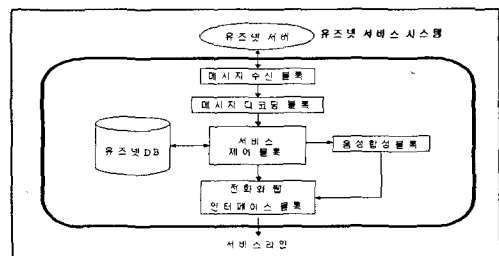 유즈넷 서버
유즈넷 서비스 시스템
메시지 수신 블록
메시지 디코딩 블록
유즈넷 DB
서비스
제어 블록
음성합성 블록
전화와 웹
인터페이스 블록
서비스라인